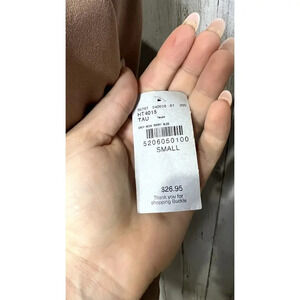 HT4015
TAU
5206050100
SMALL
$26.95
Thank you for
shopping Buckle